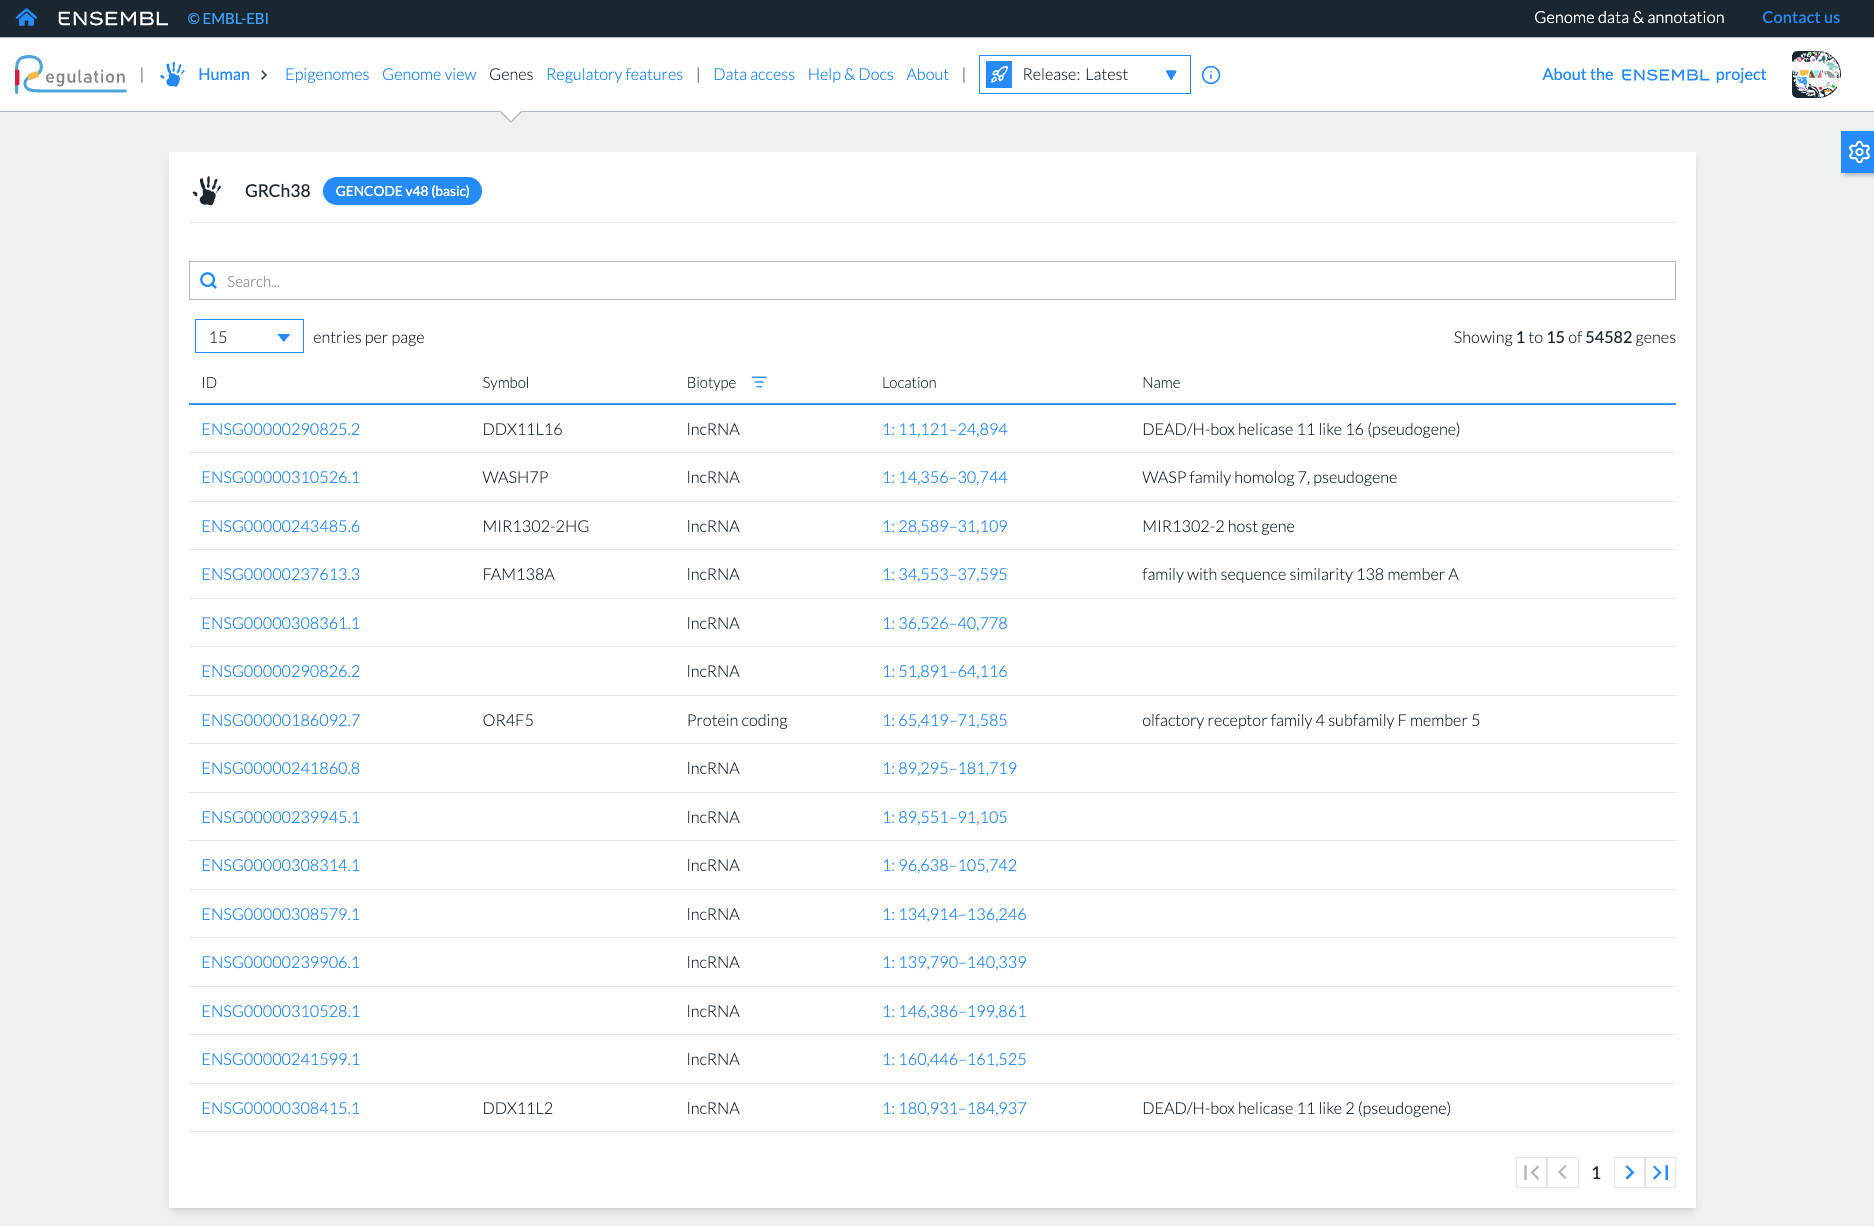 ENSEMBL © EMBL-EBI Genome data & annotation Contact us
Regulation | Human Epigenomes Genome view Genes Regulatory features | Data access Help & Docs About | Release: Latest About the ENSEMBL project
GRCh38 GENCODE v48 (basic)
Search...
15 entries per page Showing 1 to 15 of 54582 genes
ID Symbol Biotype Location Name
ENSG00000290825.2 DDX11L16 lncRNA 1: 11,121–24,894 DEAD/H-box helicase 11 like 16 (pseudogene)
ENSG00000310526.1 WASH7P lncRNA 1: 14,356–30,744 WASP family homolog 7, pseudogene
ENSG00000243485.6 MIR1302-2HG lncRNA 1: 28,589–31,109 MIR1302-2 host gene
ENSG00000237613.3 FAM138A lncRNA 1: 34,553–37,595 family with sequence similarity 138 member A
ENSG00000308361.1 lncRNA 1: 36,526–40,778
ENSG00000290826.2 lncRNA 1: 51,891–64,116
ENSG00000186092.7 OR4F5 Protein coding 1: 65,419–71,585 olfactory receptor family 4 subfamily F member 5
ENSG00000241860.8 lncRNA 1: 89,295–181,719
ENSG00000239945.1 lncRNA 1: 89,551–91,105
ENSG00000308314.1 lncRNA 1: 96,638–105,742
ENSG00000308579.1 lncRNA 1: 134,914–136,246
ENSG00000239906.1 lncRNA 1: 139,790–140,339
ENSG00000310528.1 lncRNA 1: 146,386–199,861
ENSG00000241599.1 lncRNA 1: 160,446–161,525
ENSG00000308415.1 DDX11L2 lncRNA 1: 180,931–184,937 DEAD/H-box helicase 11 like 2 (pseudogene)
1